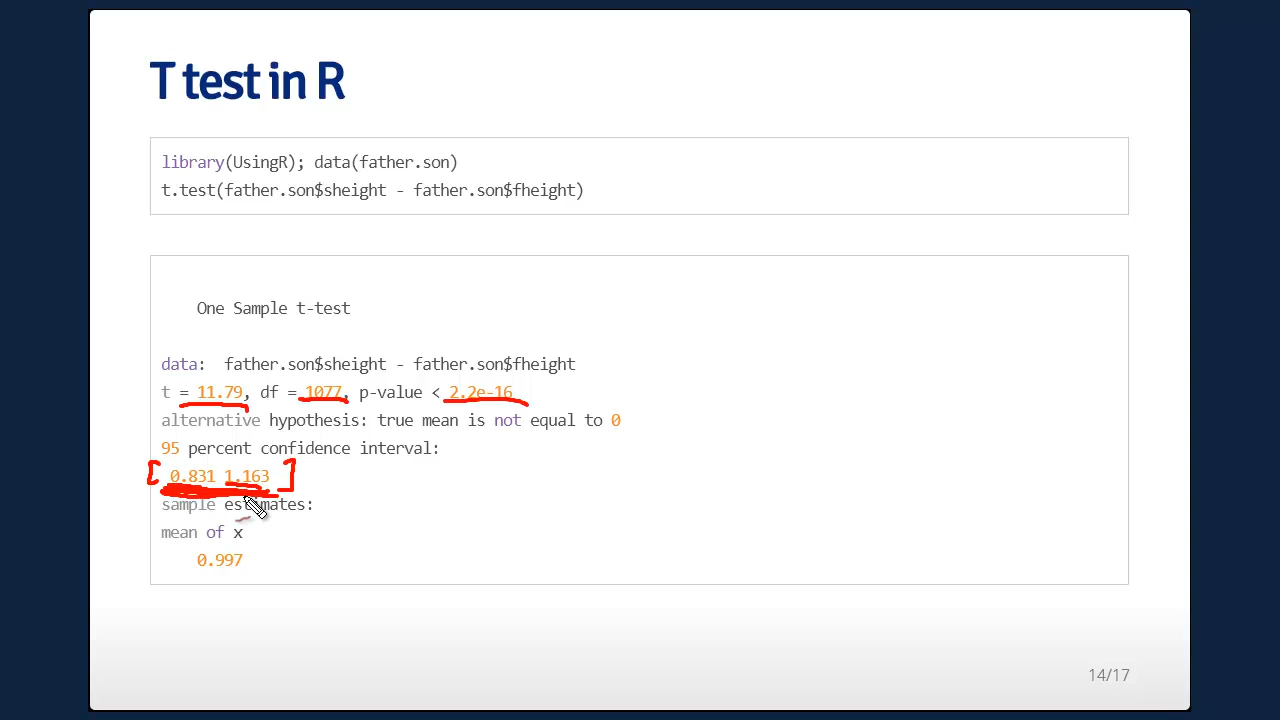 T test in R
library(UsingR); data(father.son)
t.test(father.son$sheight - father.son$fheight)
One Sample t-test
data:  father.son$sheight - father.son$fheight
t = 11.79, df = 1077, p-value < 2.2e-16
alternative hypothesis: true mean is not equal to 0
95 percent confidence interval:
[ 0.831 1.163 ]
sample estimates:
mean of x
0.997
14/17